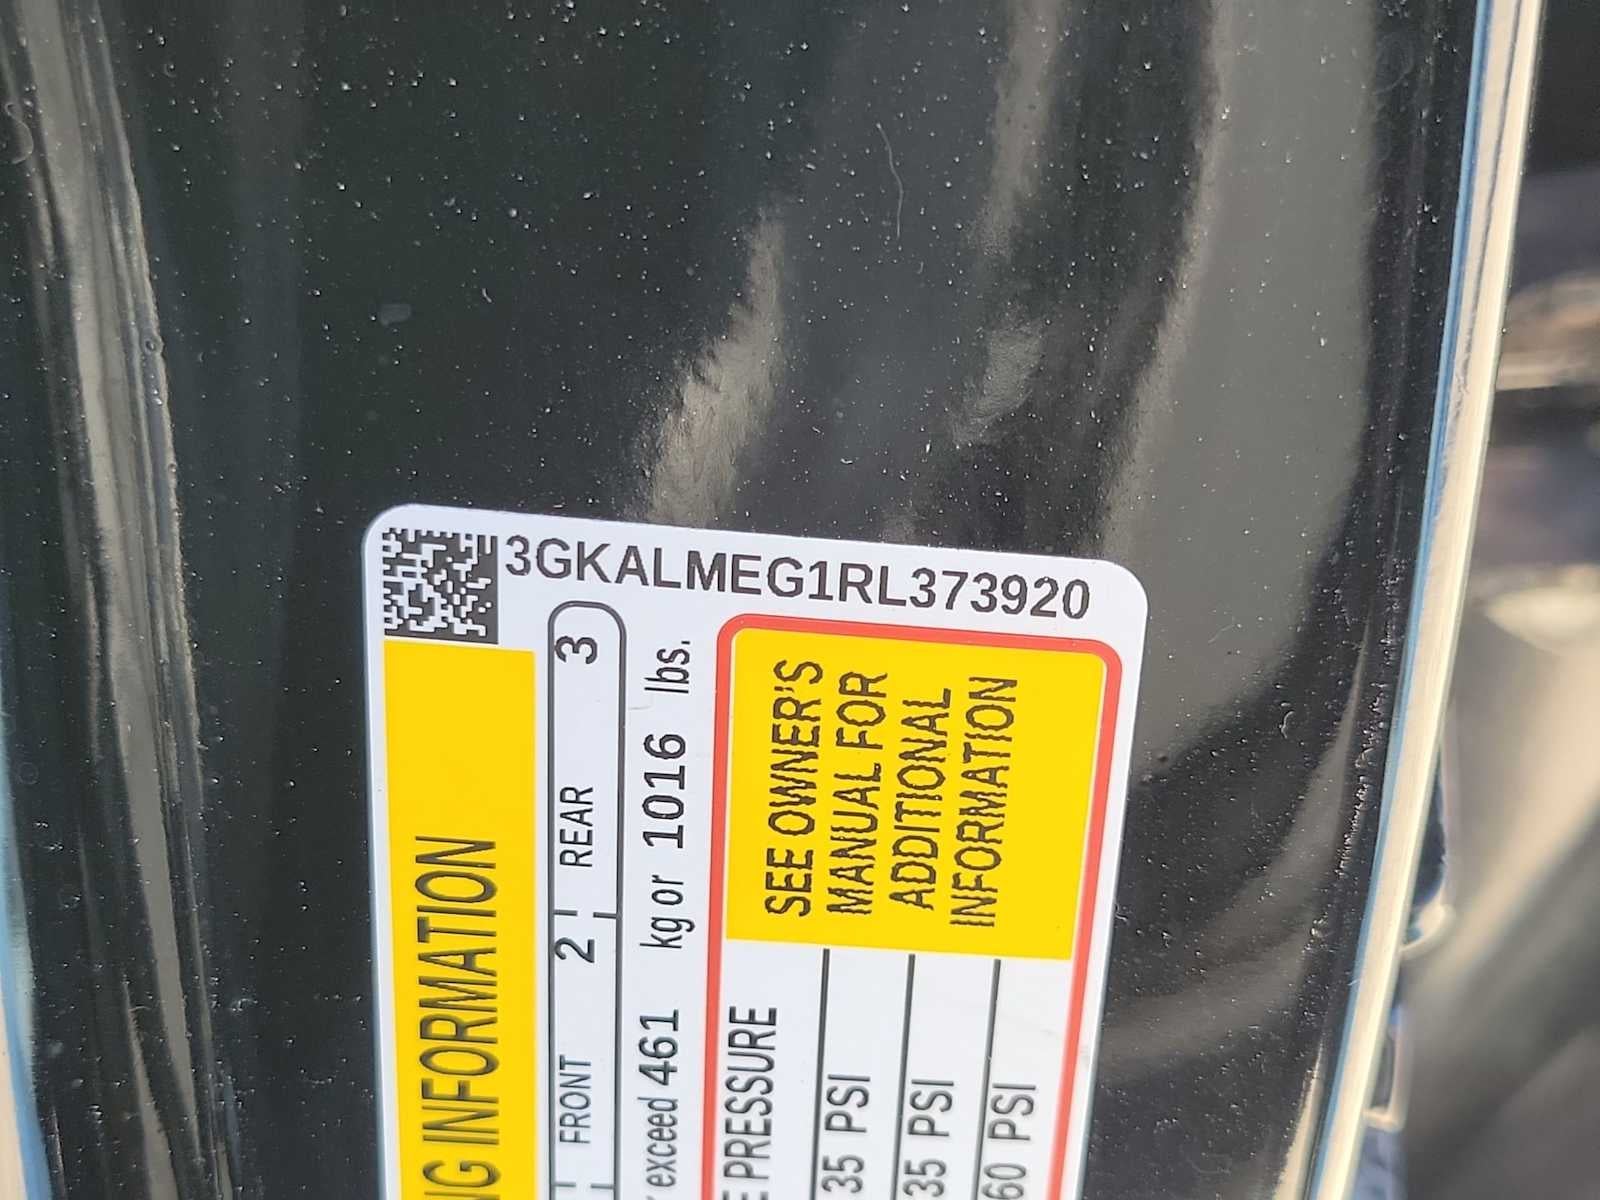 3GKALMEG1RL373920
INFORMATION
FRONT 2 REAR 3
exceed 461 kg or 1016 lbs.
PRESSURE
35 PSI
35 PSI
60 PSI
SEE OWNER'S
MANUAL FOR
ADDITIONAL
INFORMATION